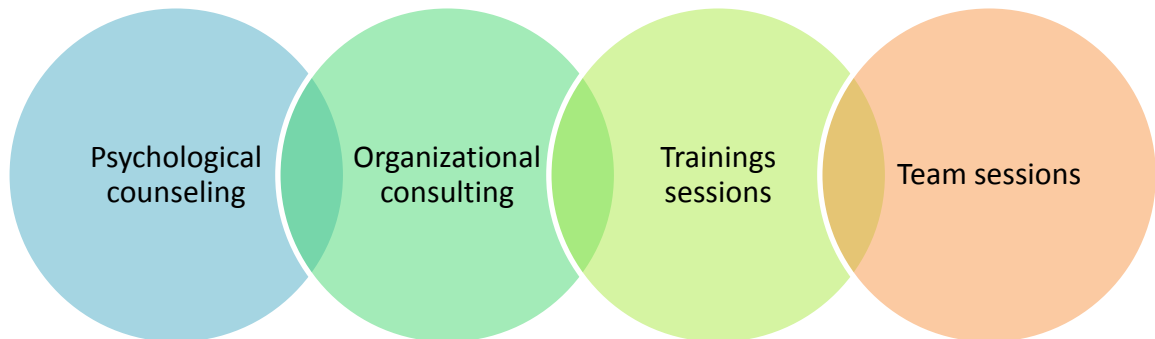 Psychological
counseling
Organizational
consulting
Trainings
sessions
Team sessions